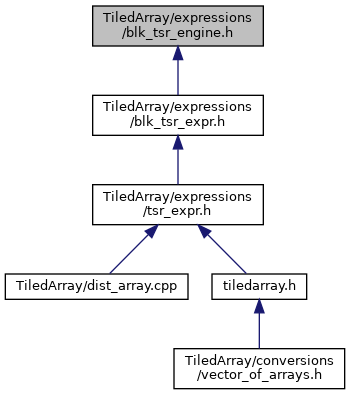 TiledArray/expressions
/blk_tsr_engine.h
TiledArray/expressions
/blk_tsr_expr.h
TiledArray/expressions
/tsr_expr.h
TiledArray/dist_array.cpp
tiledarray.h
TiledArray/conversions
/vector_of_arrays.h